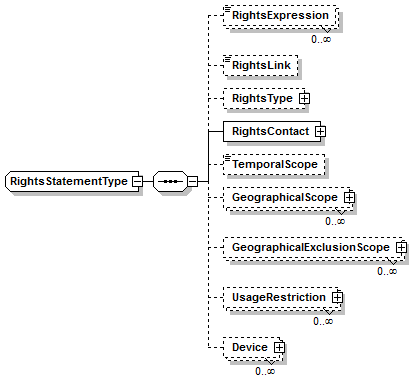 RightsExpression
0..∞
RightsLink
RightsType
RightsContact
RightsStatementType
TemporalScope
GeographicalScope
0..∞
GeographicalExclusionScope
0..∞
UsageRestriction
0..∞
Device
0..∞